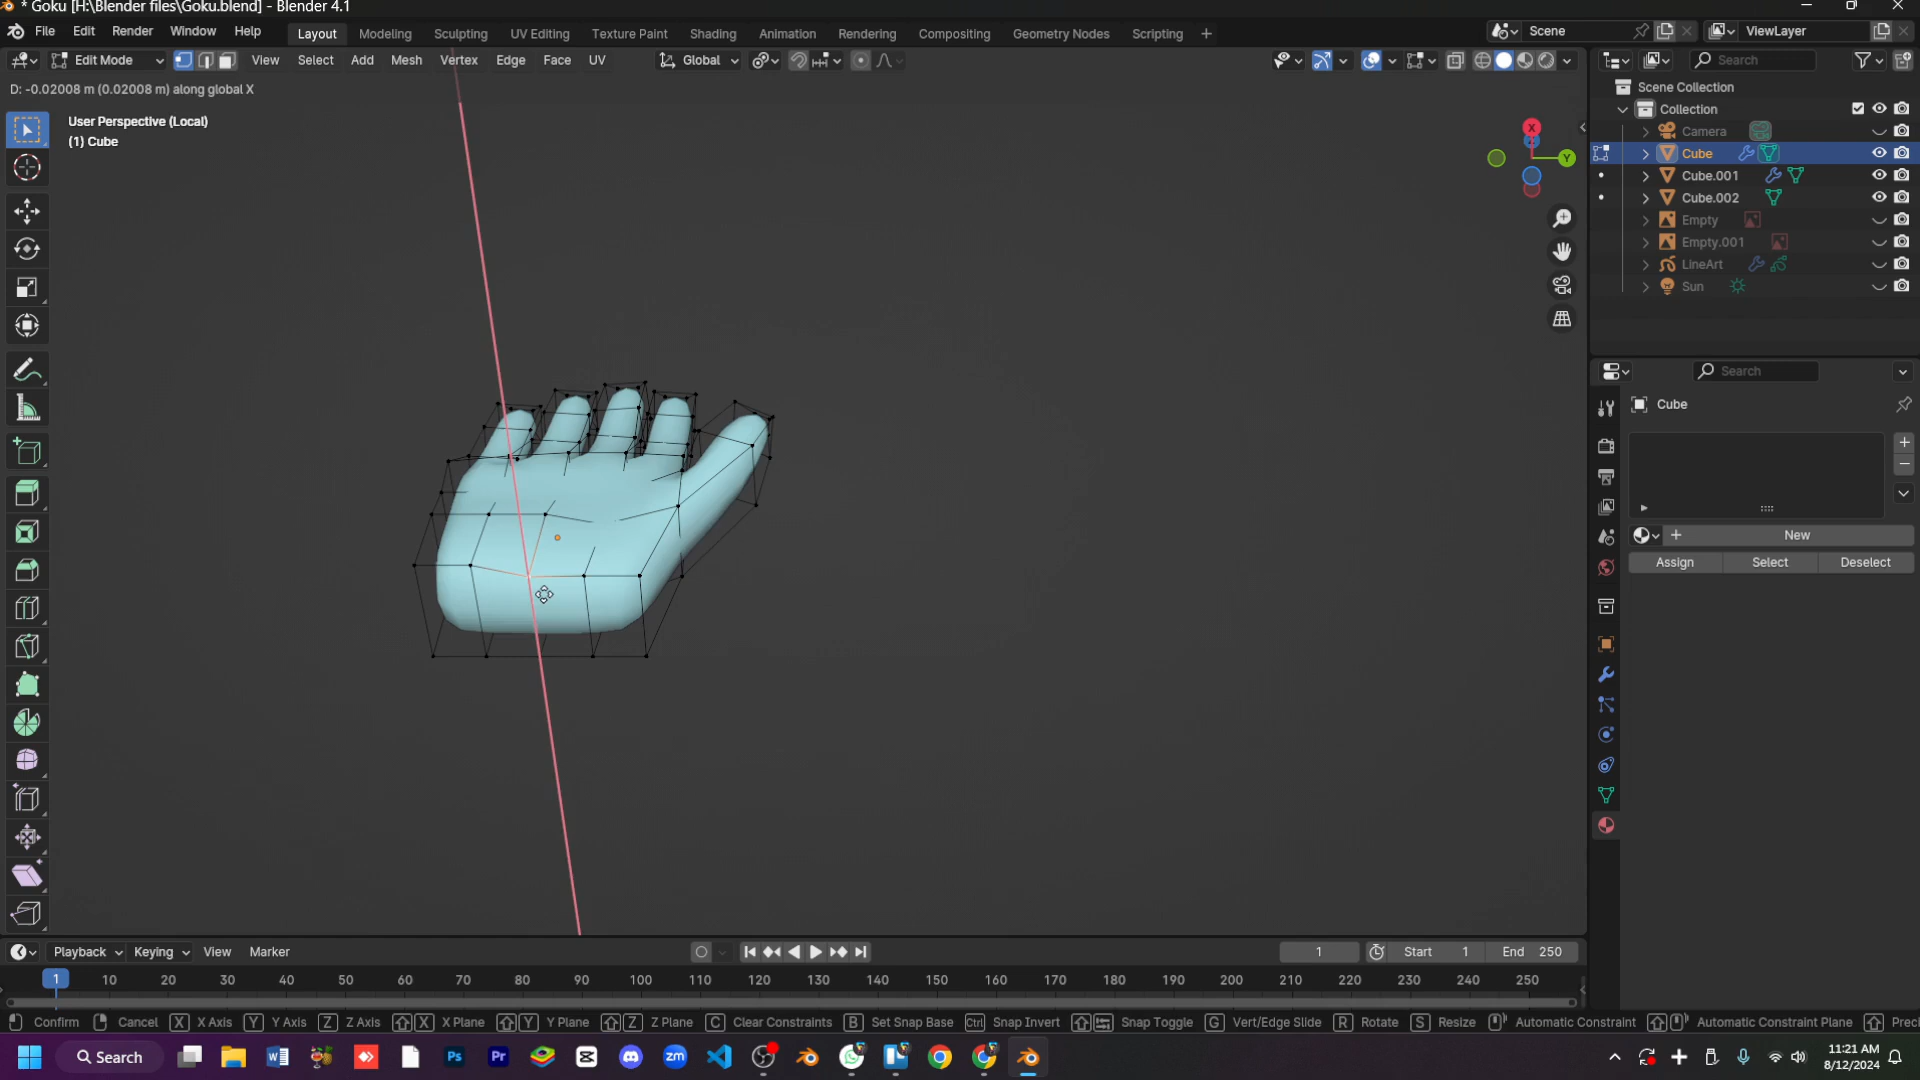 * Goku [H:\Blender files\Goku.blend] - Blender 4.1
File Edit Render Window Help Layout Modeling Sculpting UV Editing Texture Paint Shading Animation Rendering Compositing Geometry Nodes Scripting + Scene ViewLayer
Edit Mode View Select Add Mesh Vertex Edge Face UV Global Search
D: -0.02008 m (0.02008 m) along global X
User Perspective (Local)
(1) Cube
X
Y
Scene Collection
Collection
Camera
Cube
Cube.001
Cube.002
Empty
Empty.001
LineArt
Sun
Search
Cube
New
Assign Select Deselect
Playback Keying View Marker 1 Start 1 End 250
1 10 20 30 40 50 60 70 80 90 100 110 120 130 140 150 160 170 180 190 200 210 220 230 240 250
Confirm Cancel X X Axis Y Y Axis Z Z Axis X X Plane Y Y Plane Z Z Plane C Clear Constraints B Set Snap Base Ctrl Snap Invert Snap Toggle G Vert/Edge Slide R Rotate S Resize Automatic Constraint Automatic Constraint Plane Preci
Search Ps Pr zm 11:21 AM
8/12/2024